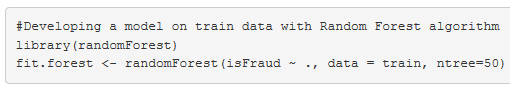 #Developing a model on train data with Random Forest algorithm
library(randomForest)
fit.forest <- randomForest(isFraud ~ ., data = train, ntree=50)